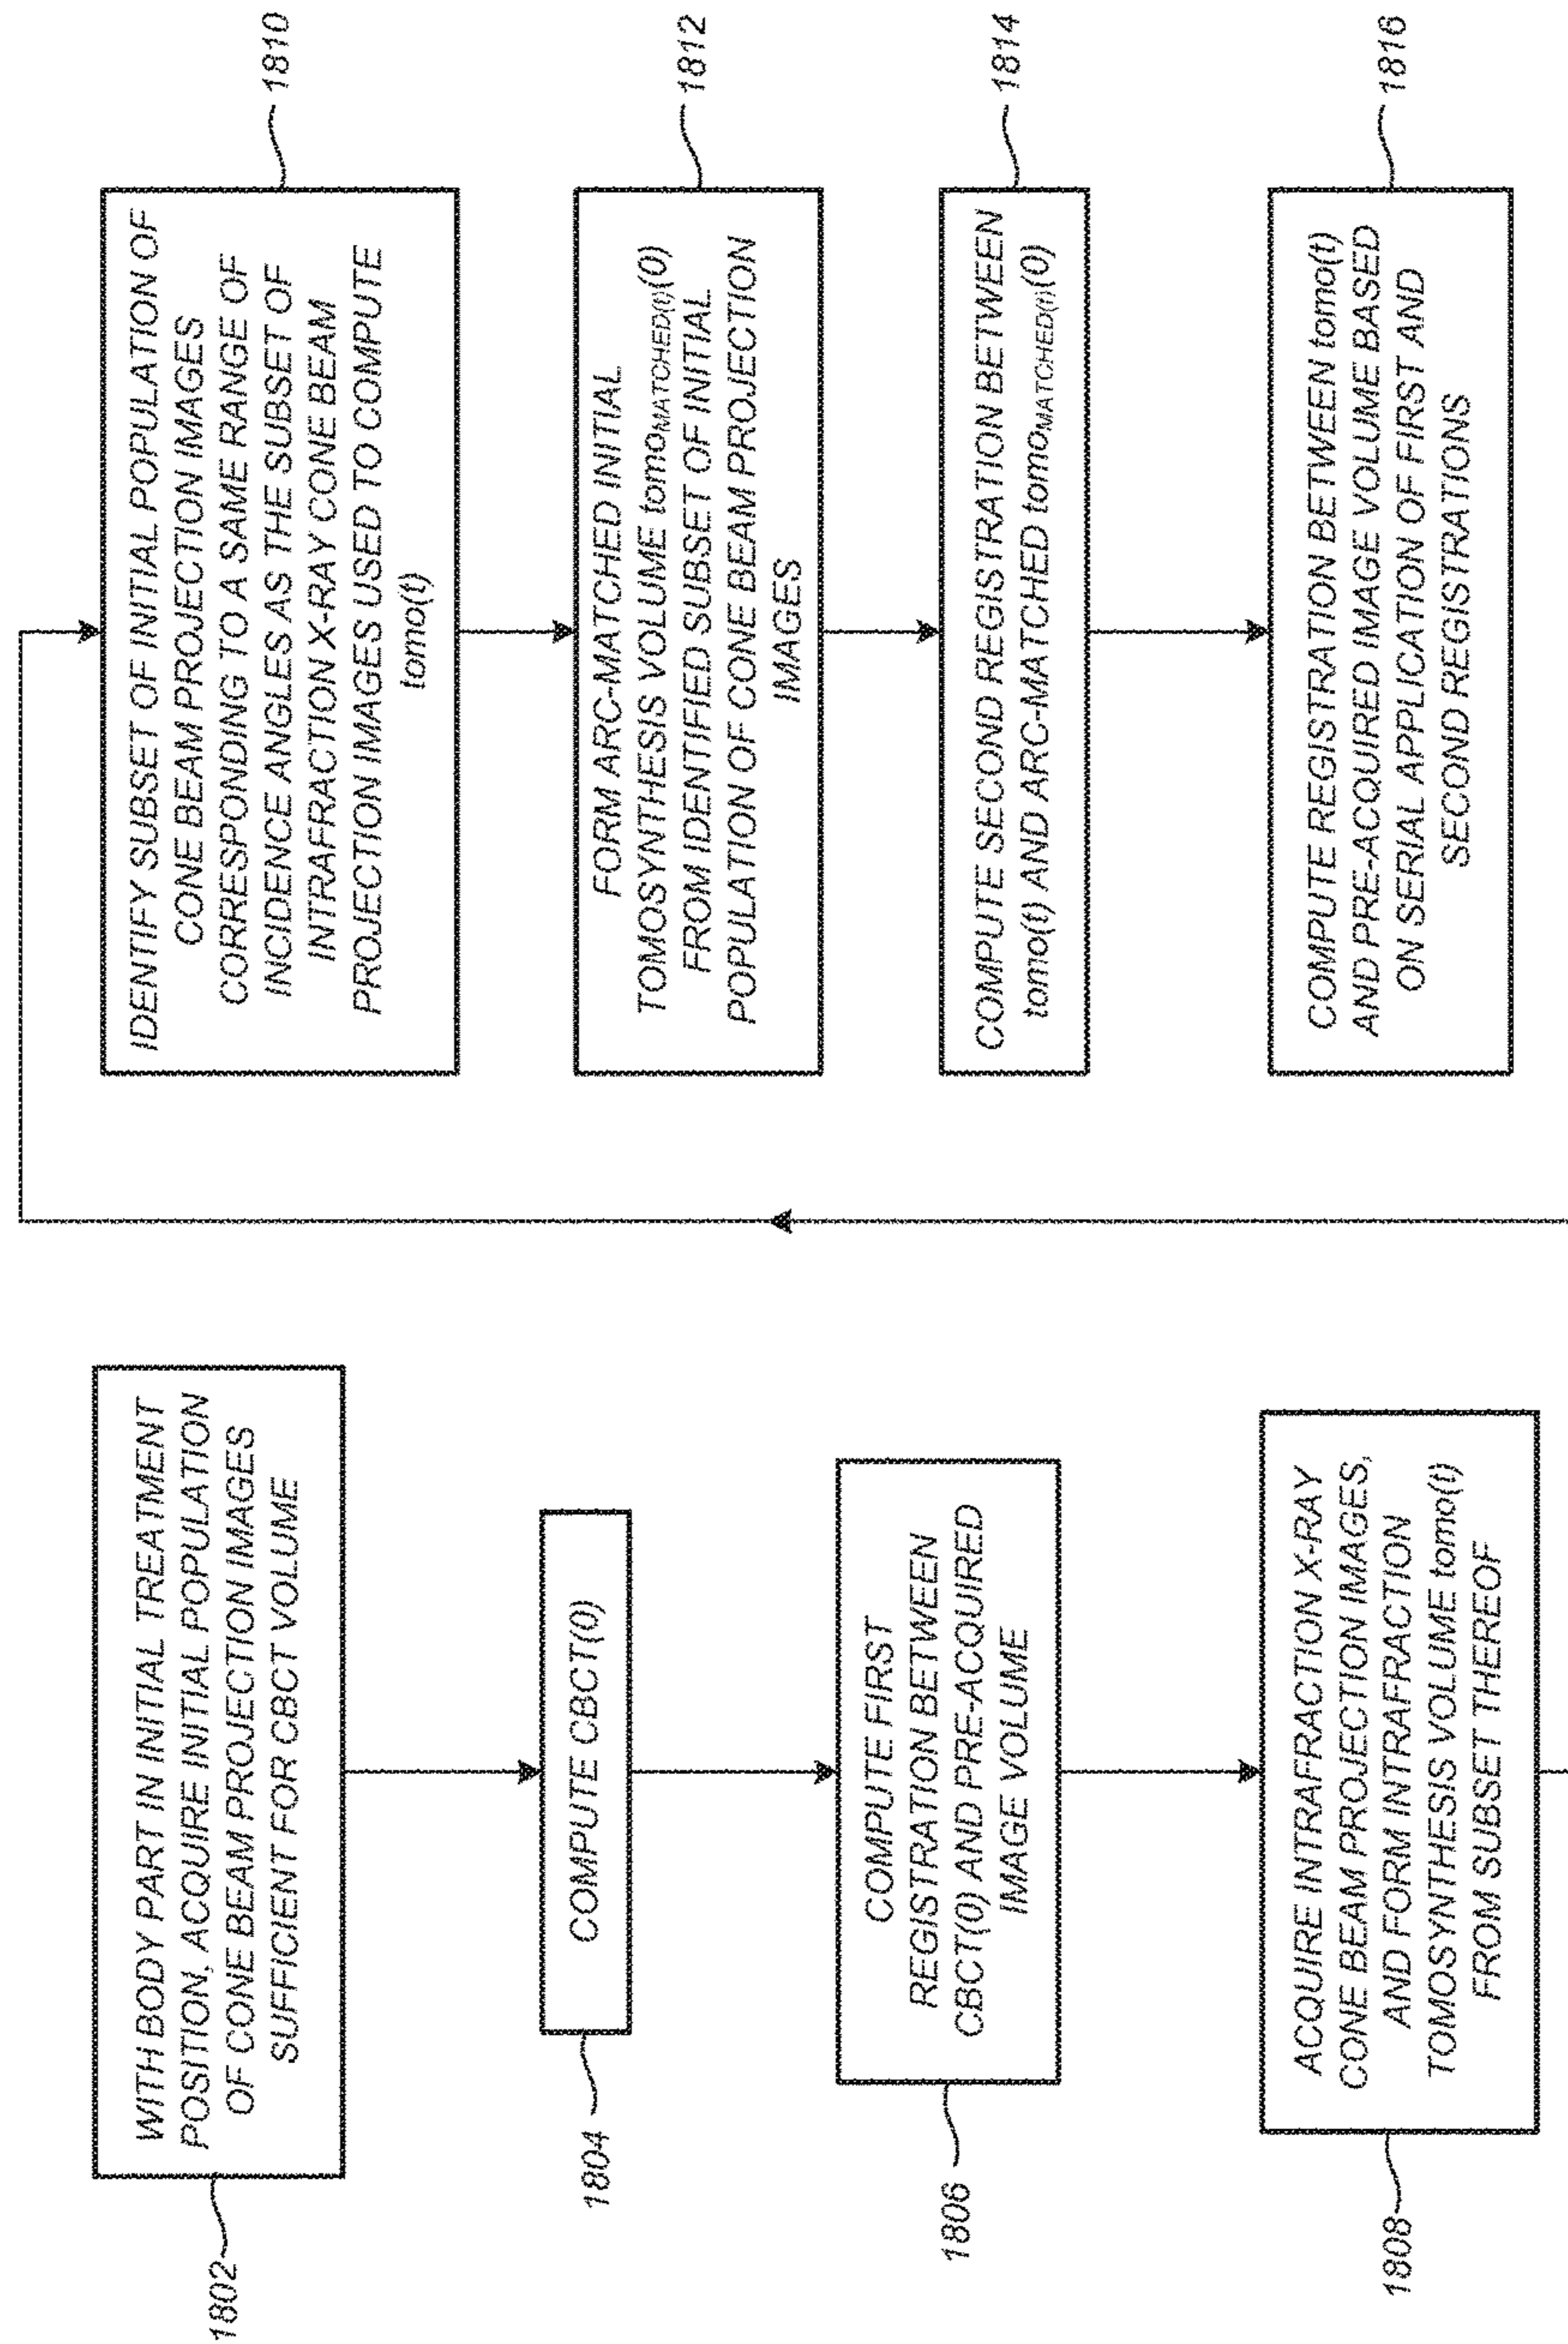 1802
WITH BODY PART IN INITIAL TREATMENT
POSITION, ACQUIRE INITIAL POPULATION
OF CONE BEAM PROJECTION IMAGES
SUFFICIENT FOR CBCT VOLUME
1804
COMPUTE CBCT(0)
1806
COMPUTE FIRST
REGISTRATION BETWEEN
CBCT(0) AND PRE-ACQUIRED
IMAGE VOLUME
1808
ACQUIRE INTRAFRACTION X-RAY
CONE BEAM PROJECTION IMAGES,
AND FORM INTRAFRACTION
TOMOSYNTHESIS VOLUME tomo(t)
FROM SUBSET THEREOF
1810
IDENTIFY SUBSET OF INITIAL POPULATION OF
CONE BEAM PROJECTION IMAGES
CORRESPONDING TO A SAME RANGE OF
INCIDENCE ANGLES AS THE SUBSET OF
INTRAFRACTION X-RAY CONE BEAM
PROJECTION IMAGES USED TO COMPUTE
tomo(t)
1812
FORM ARC-MATCHED INITIAL
TOMOSYNTHESIS VOLUME tomoMATCHED(t)(0)
FROM IDENTIFIED SUBSET OF INITIAL
POPULATION OF CONE BEAM PROJECTION
IMAGES
1814
COMPUTE SECOND REGISTRATION BETWEEN
tomo(t) AND ARC-MATCHED tomoMATCHED(t)(0)
1816
COMPUTE REGISTRATION BETWEEN tomo(t)
AND PRE-ACQUIRED IMAGE VOLUME BASED
ON SERIAL APPLICATION OF FIRST AND
SECOND REGISTRATIONS